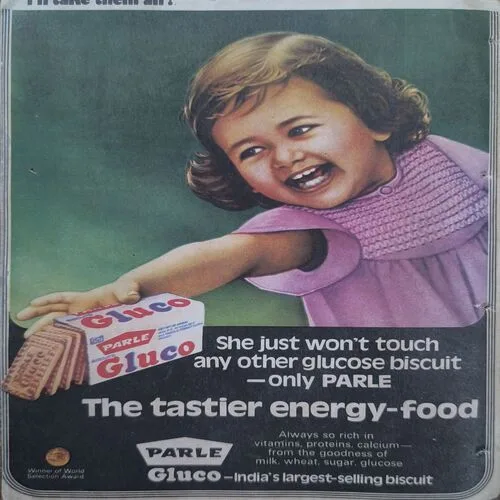 I'll take them all!
Gluco
PARLE
Gluco
She just won't touch
any other glucose biscuit
—only PARLE
The tastier energy-food
Always so rich in
vitamins, proteins, calcium—
from the goodness of
milk, wheat, sugar, glucose
Winner of World
Selection Award
PARLE
Gluco—India's largest-selling biscuit